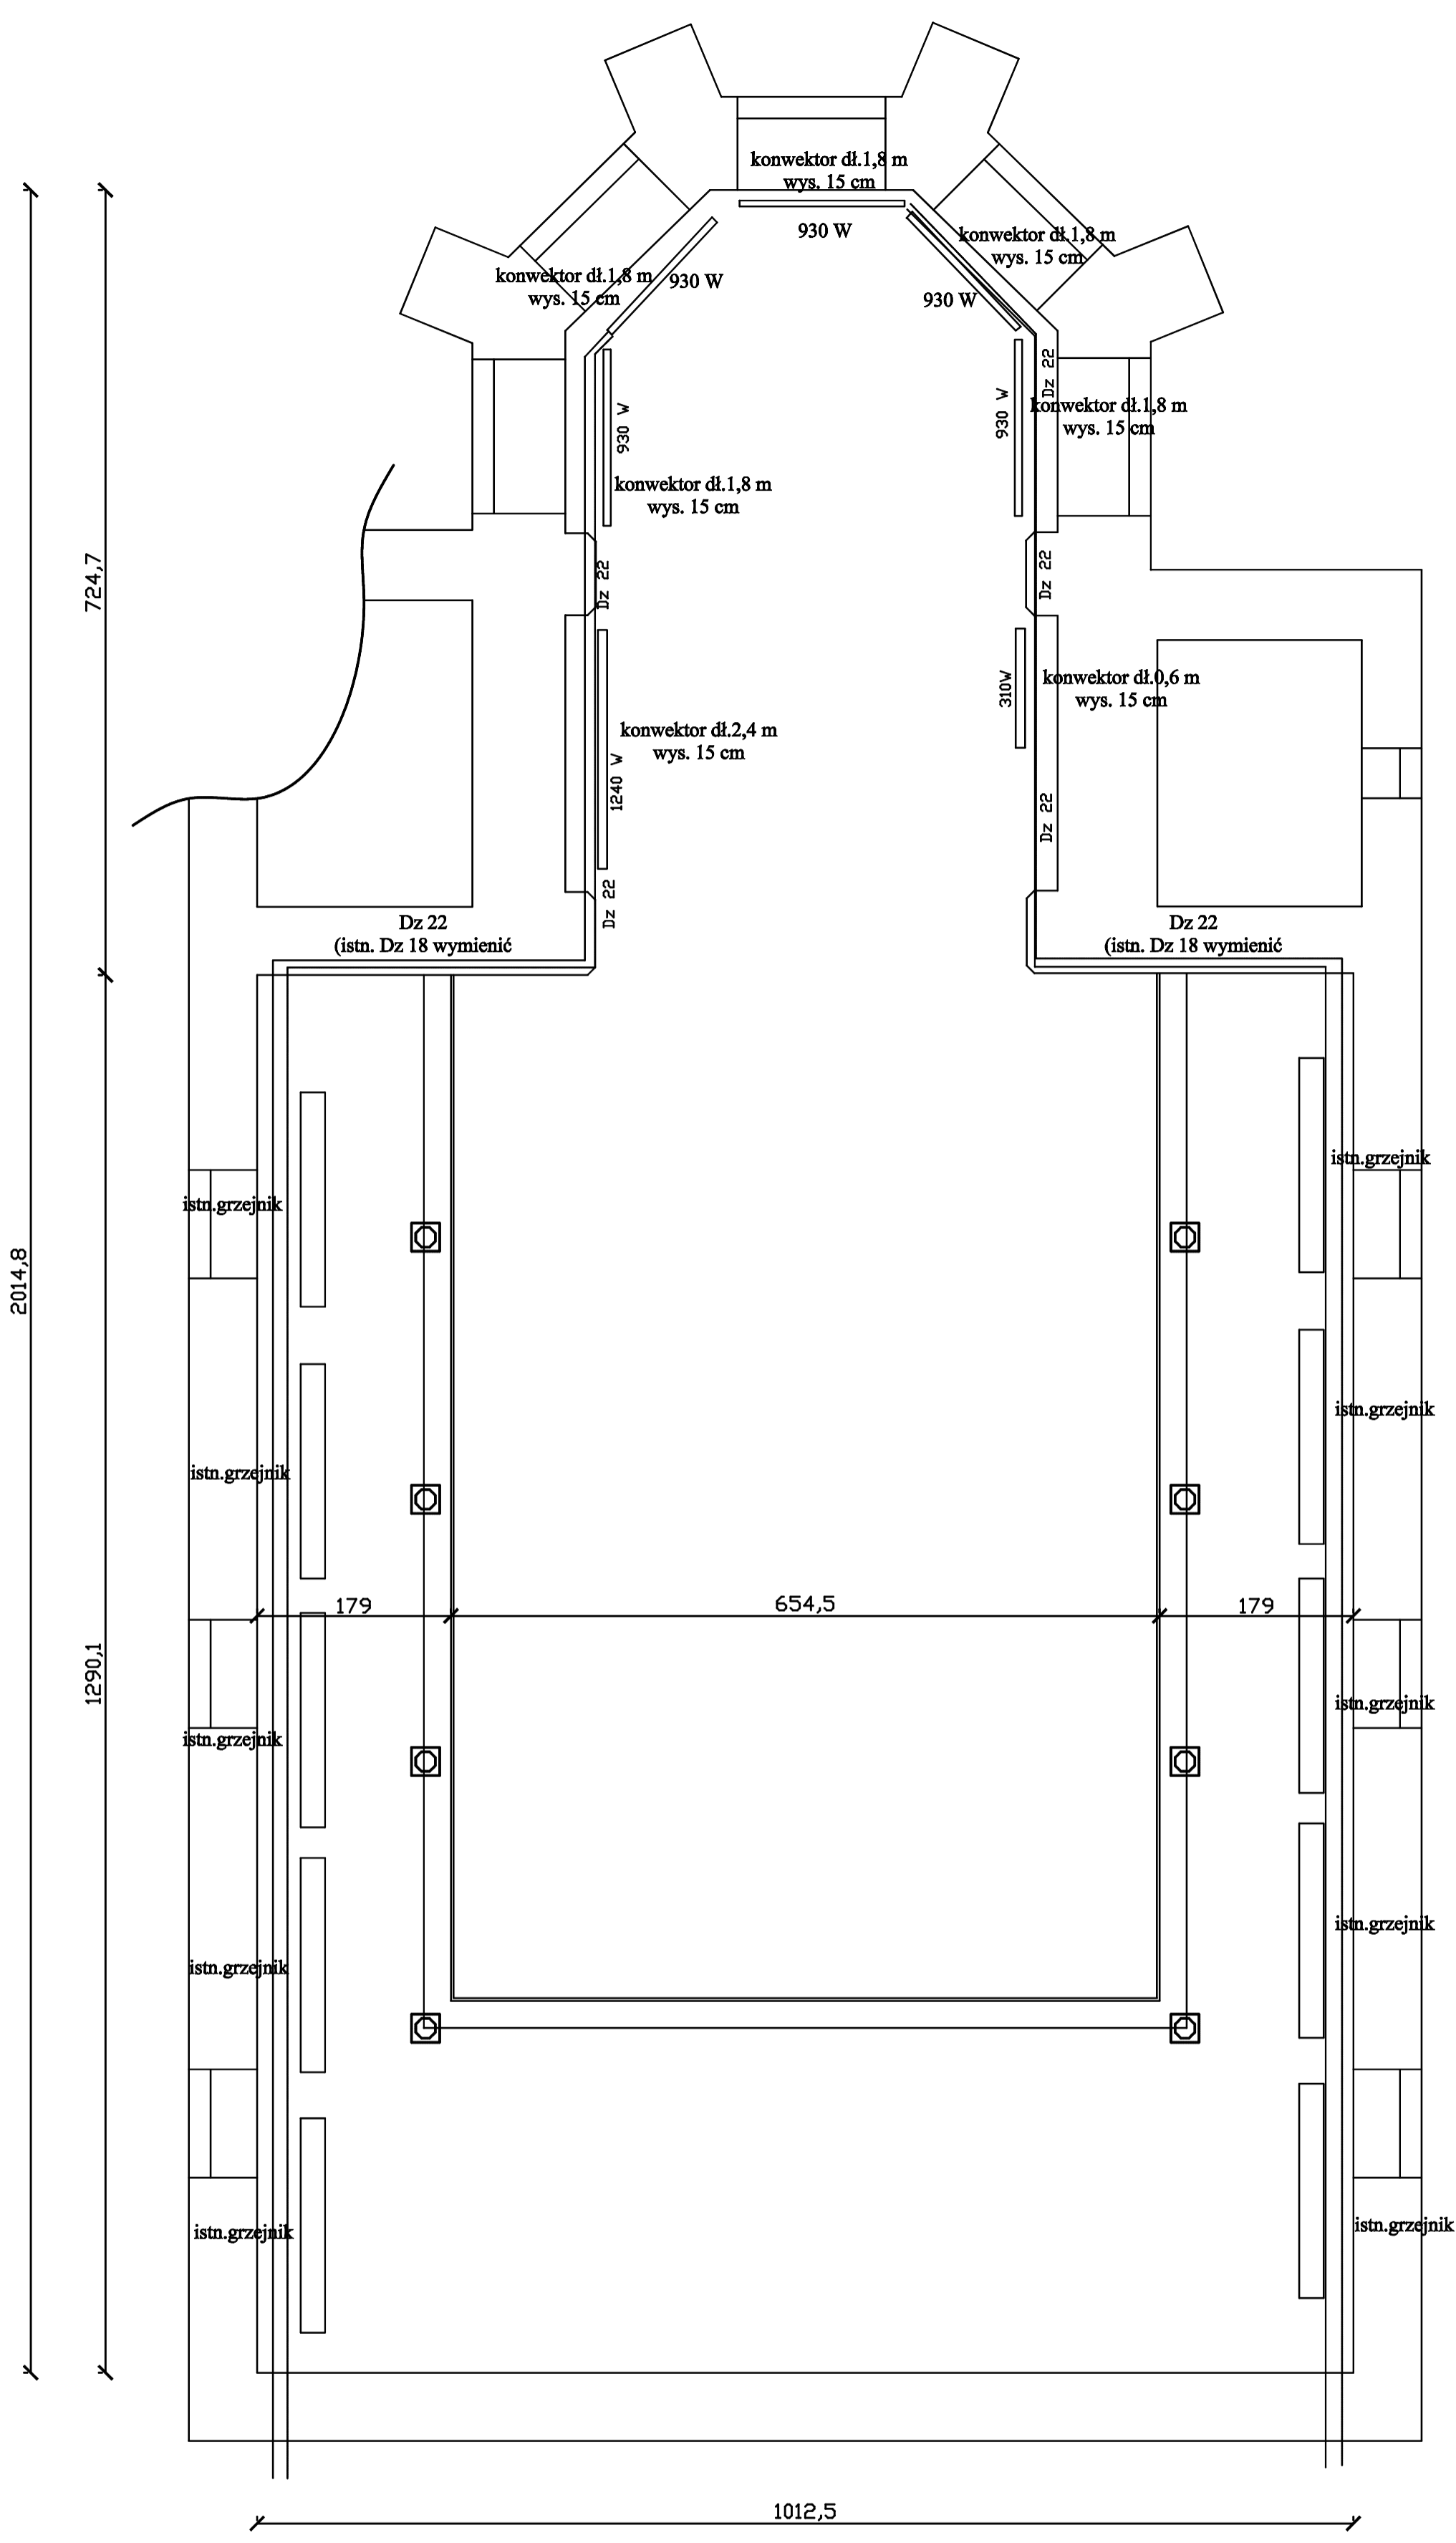 konwektor dł.1,8 m
wys. 15 cm
930 W
konwektor dł.1,8 m
wys. 15 cm
930 W
konwektor dł.1,8 m
wys. 15 cm
930 W
Dz 22
930 W
konwektor dł.1,8 m
wys. 15 cm
930 W
konwektor dł.1,8 m
wys. 15 cm
724,7
Dz 22
Dz 22
310W
konwektor dł.0,6 m
wys. 15 cm
konwektor dł.2,4 m
wys. 15 cm
1240 W
Dz 22
Dz 22
Dz 22
(istn. Dz 18 wymienić
Dz 22
(istn. Dz 18 wymienić
istn.grzejnik
istn.grzejnik
2014,8
istn.grzejnik
istn.grzejnik
179
654,5
179
1290,1
istn.grzejnik
istn.grzejnik
istn.grzejnik
istn.grzejnik
istn.grzejnik
istn.grzejnik
1012,5